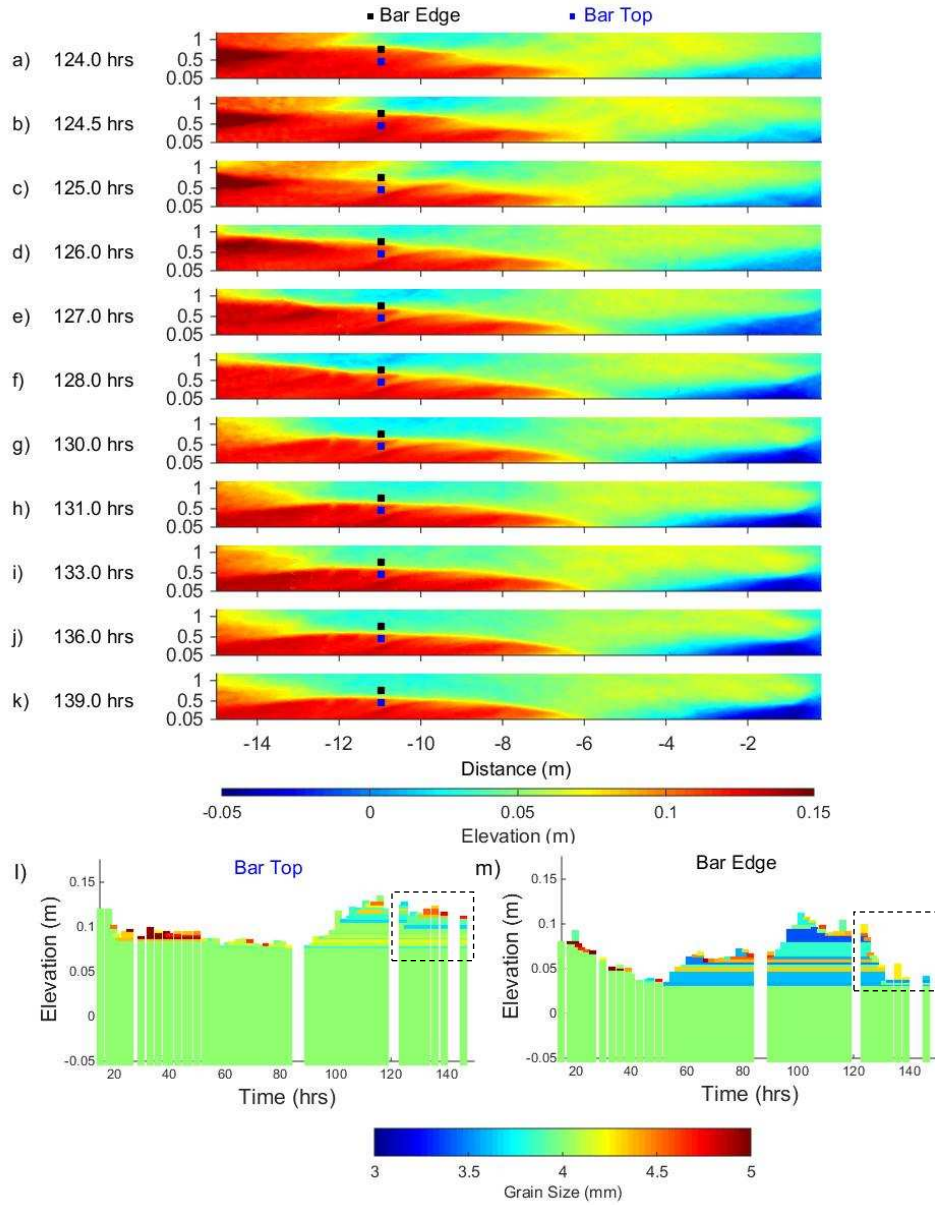 Bar Edge Bar Top
a) 124.0 hrs 1 0.5 0.05
b) 124.5 hrs 1 0.5 0.05
c) 125.0 hrs 1 0.5 0.05
d) 126.0 hrs 1 0.5 0.05
e) 127.0 hrs 1 0.5 0.05
f) 128.0 hrs 1 0.5 0.05
g) 130.0 hrs 1 0.5 0.05
h) 131.0 hrs 1 0.5 0.05
i) 133.0 hrs 1 0.5 0.05
j) 136.0 hrs 1 0.5 0.05
k) 139.0 hrs 1 0.5 0.05
-14 -12 -10 -8 -6 -4 -2
Distance (m)
-0.05 0 0.05 0.1 0.15
Elevation (m)
l) Bar Top
Elevation (m)
0.15
0.1
0.05
0
-0.05
20 40 60 80 100 120 140
Time (hrs)
m) Bar Edge
Elevation (m)
0.15
0.1
0.05
0
-0.05
20 40 60 80 100 120 140
Time (hrs)
3 3.5 4 4.5 5
Grain Size (mm)